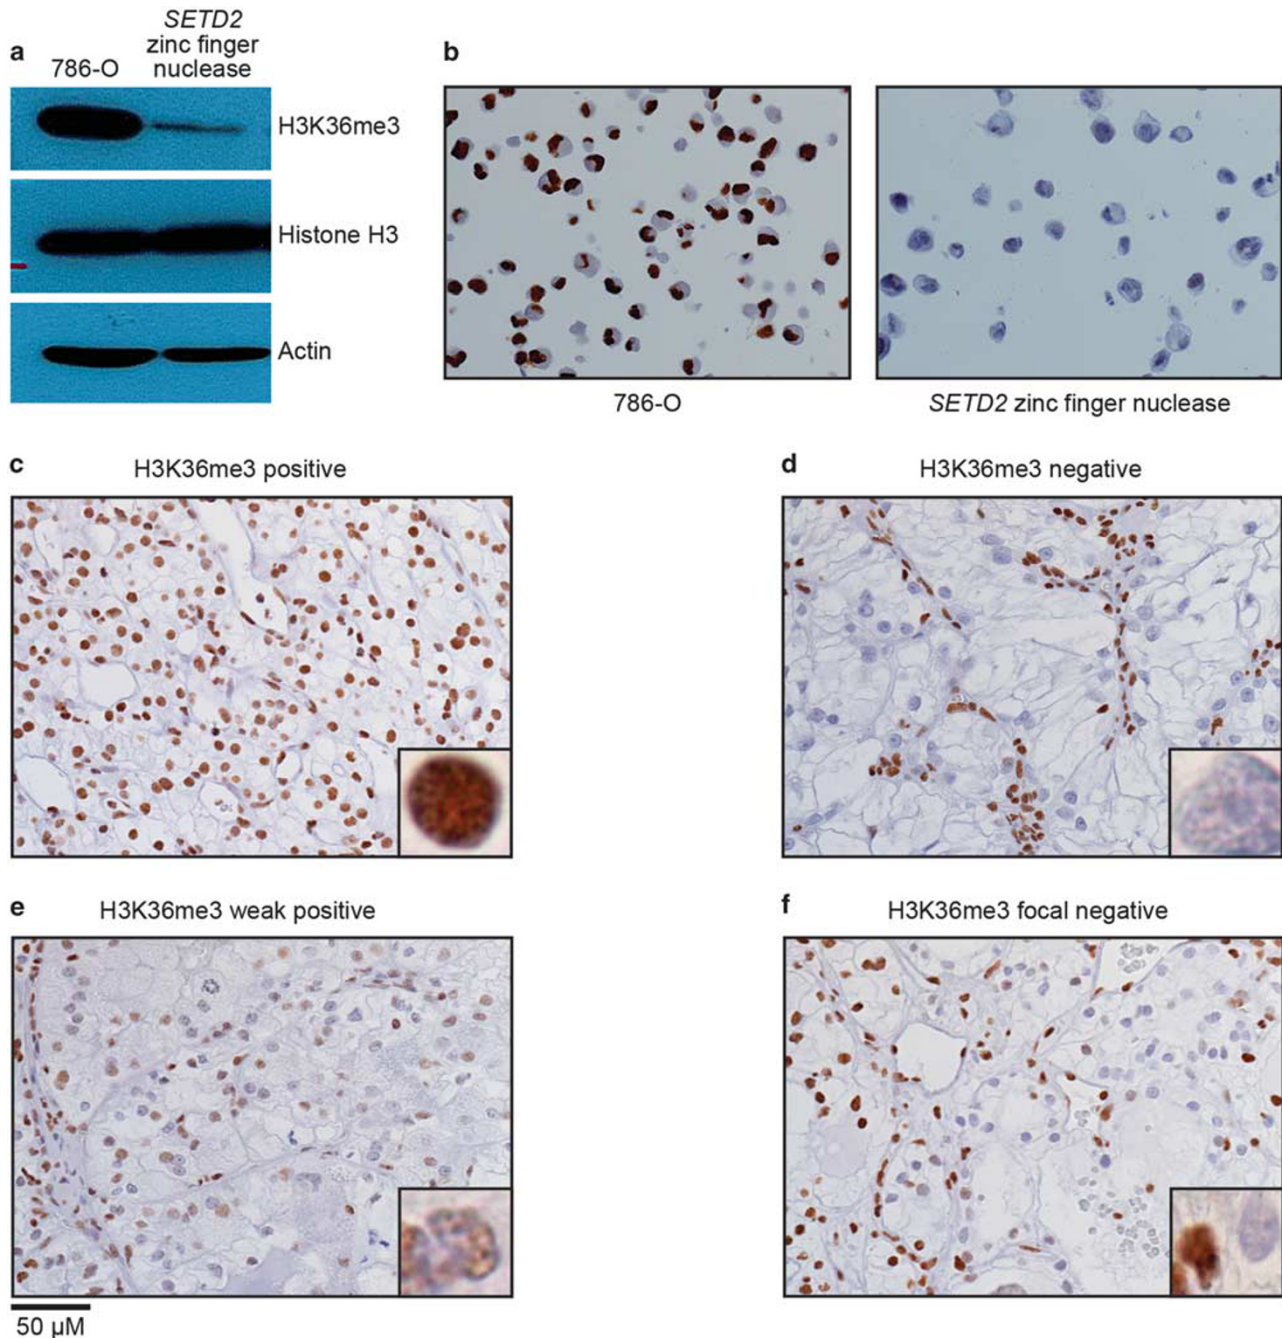 a
786-O
SETD2
zinc finger
nuclease
H3K36me3
Histone H3
Actin
b
786-O
SETD2 zinc finger nuclease
c
H3K36me3 positive
d
H3K36me3 negative
e
H3K36me3 weak positive
f
H3K36me3 focal negative
50 µM